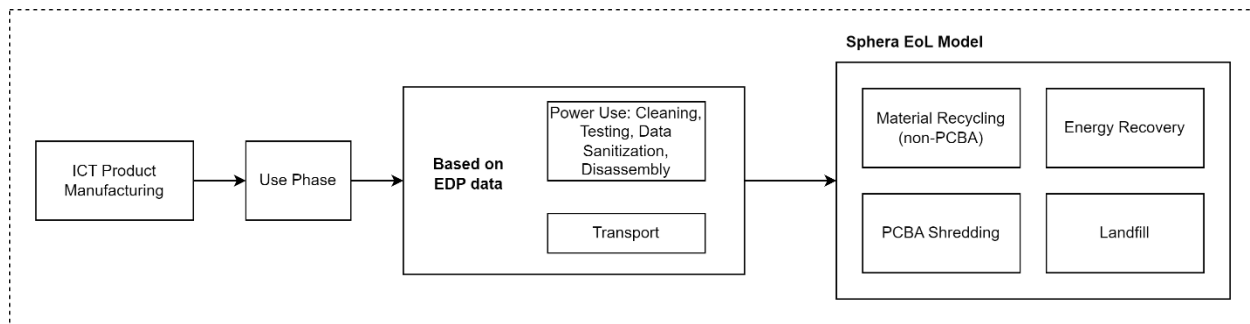 Sphera EoL Model
ICT Product
Manufacturing
Use Phase
Based on
EDP data
Power Use: Cleaning,
Testing, Data
Sanitization,
Disassembly
Transport
Material Recycling
(non-PCBA)
Energy Recovery
PCBA Shredding
Landfill